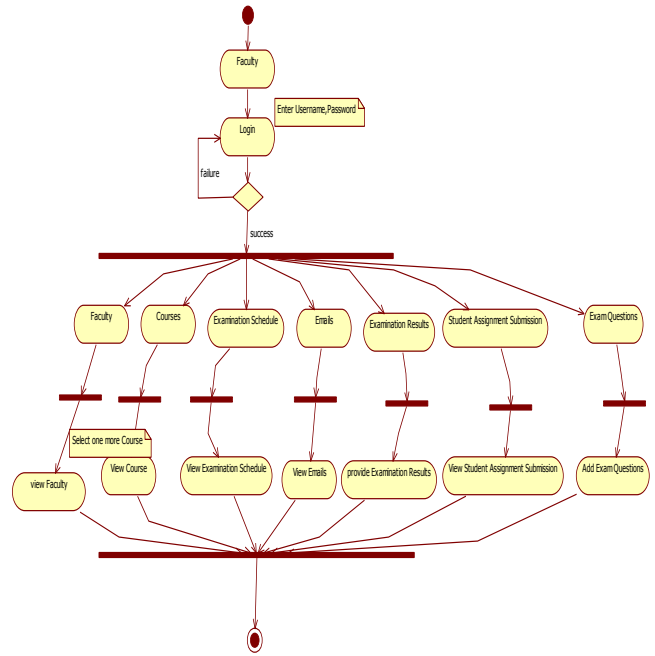 Faculty
Enter Username,Password
Login
failure
success
Faculty
Courses
Examination Schedule
Emails
Examination Results
Student Assignment Submission
Exam Questions
Select one more Course
view Faculty
View Course
View Examination Schedule
View Emails
provide Examination Results
View Student Assignment Submission
Add Exam Questions